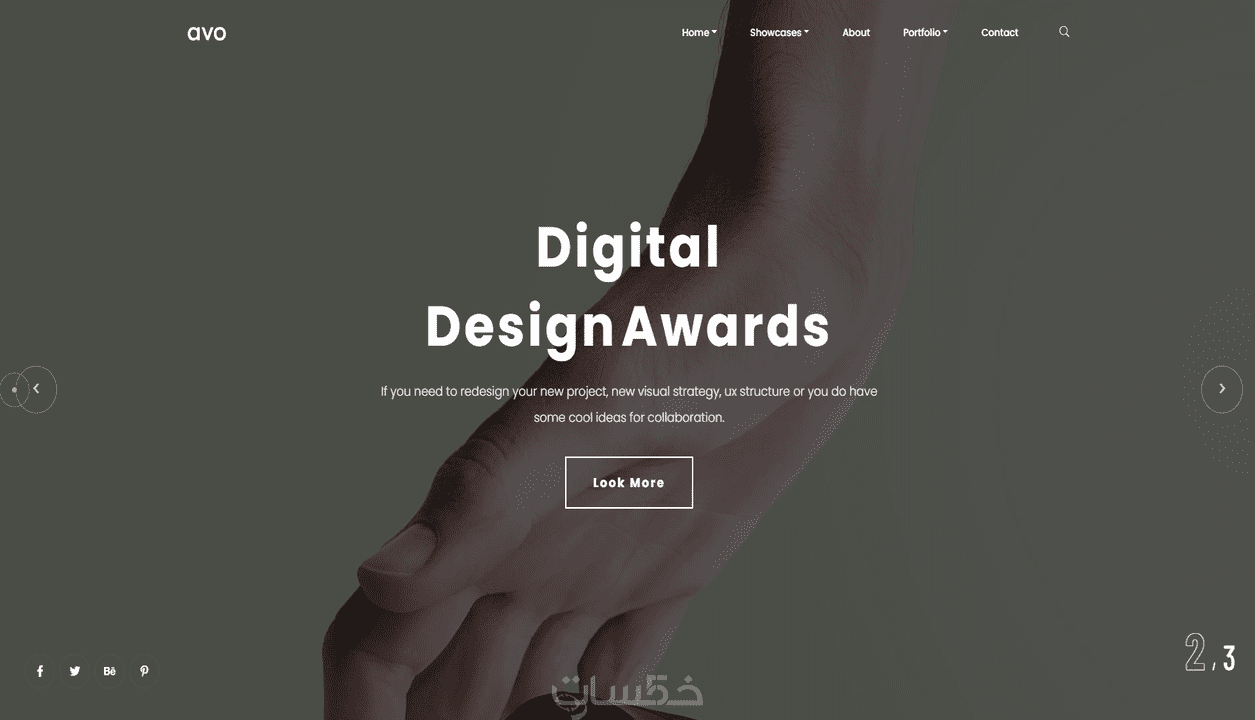 avo
Home Showcases About Portfolio Contact
Digital
Design Awards
If you need to redesign your new project, new visual strategy, ux structure or you do have
some cool ideas for collaboration.
Look More
Bē
2 / 3
خمسات